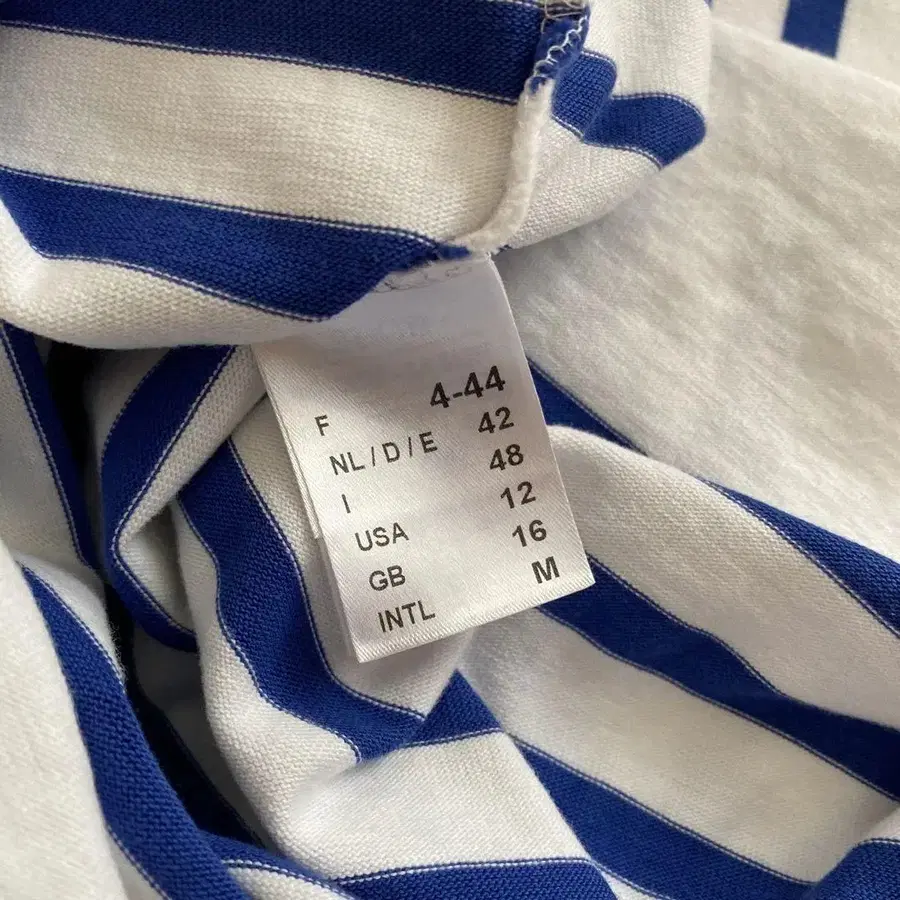 F 4-44
NL / D / E 42
I 48
USA 12
GB 16
INTL M